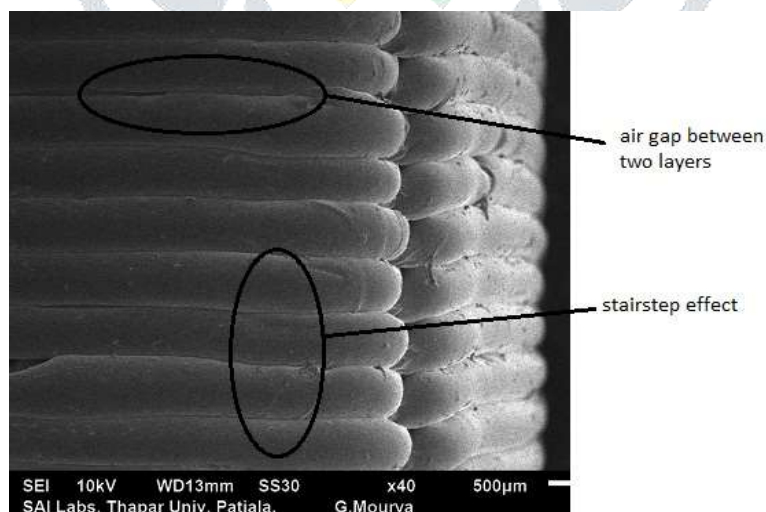 air gap between
two layers
stairstep effect
SEI 10kV WD13mm SS30 x40 500µm
SAI Labs, Thapar Univ, Patiala. G.Mourya